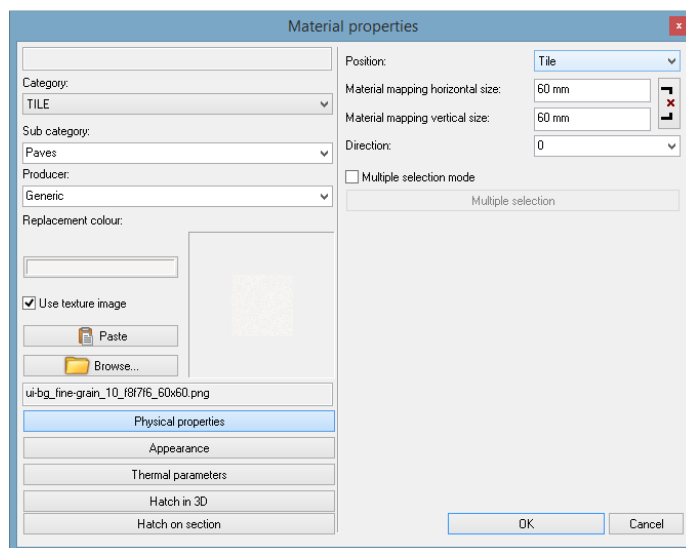 Material properties
x
Category:
TILE
Sub category:
Paves
Producer:
Generic
Replacement colour:
Use texture image
Paste
Browse...
ui-bg_fine-grain_10_f8f7f6_60x60.png
Physical properties
Appearance
Thermal parameters
Hatch in 3D
Hatch on section
Position: Tile
Material mapping horizontal size: 60 mm
Material mapping vertical size: 60 mm
Direction: 0
Multiple selection mode
Multiple selection
OK Cancel